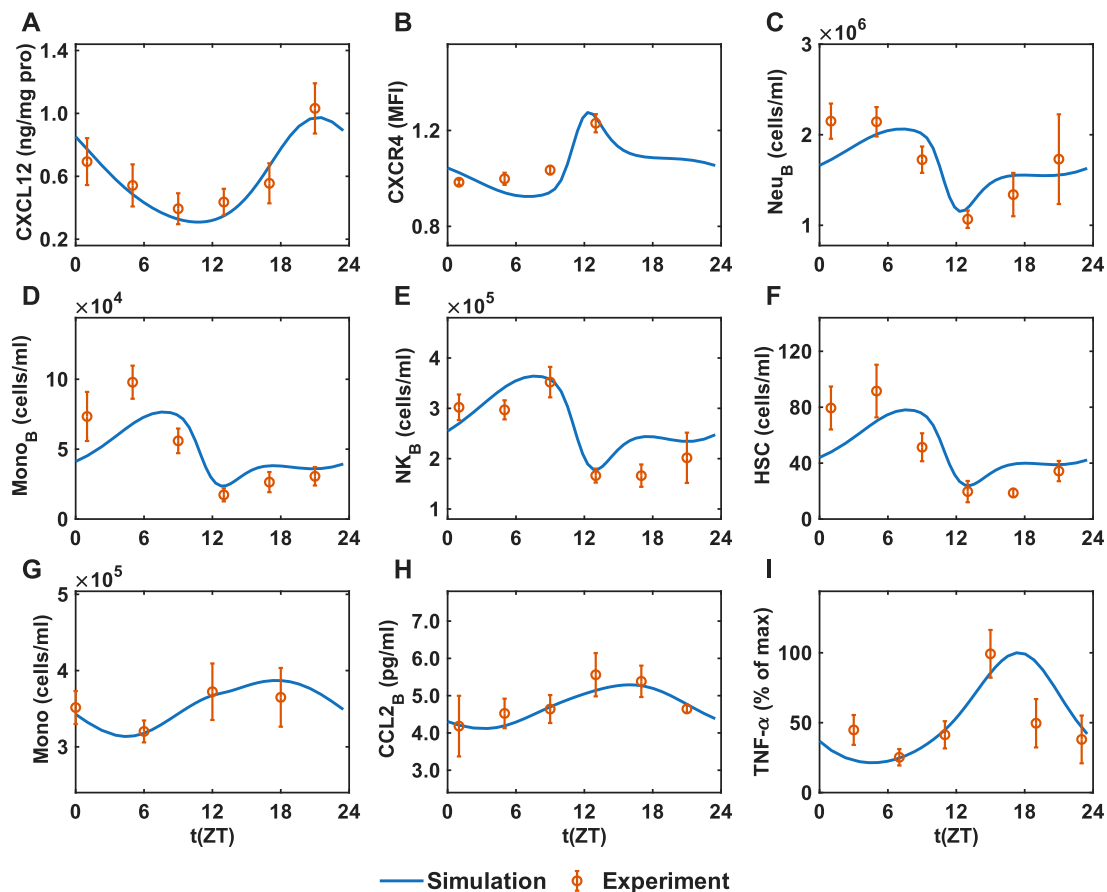 A
B
C
CXCL12 (ng/mg pro)
1.4
1.0
0.6
0.2
0 6 12 18 24
CXCR4 (MFI)
1.2
0.8
0 6 12 18 24
×10^6
Neu_B (cells/ml)
3
2
1×10^6
0 6 12 18 24
D
E
F
×10^4
Mono_B (cells/ml)
10
5
0
0 6 12 18 24
×10^5
NK_B (cells/ml)
4
3
2
1
0 6 12 18 24
HSC (cells/ml)
120
80
40
0
0 6 12 18 24
G
H
I
×10^5
Mono (cells/ml)
5
4
3
0 6 12 18 24
t(ZT)
CCL2_B (pg/ml)
7.0
6.0
5.0
4.0
3.0
0 6 12 18 24
t(ZT)
TNF-α (% of max)
100
50
0
0 6 12 18 24
t(ZT)
Simulation Experiment